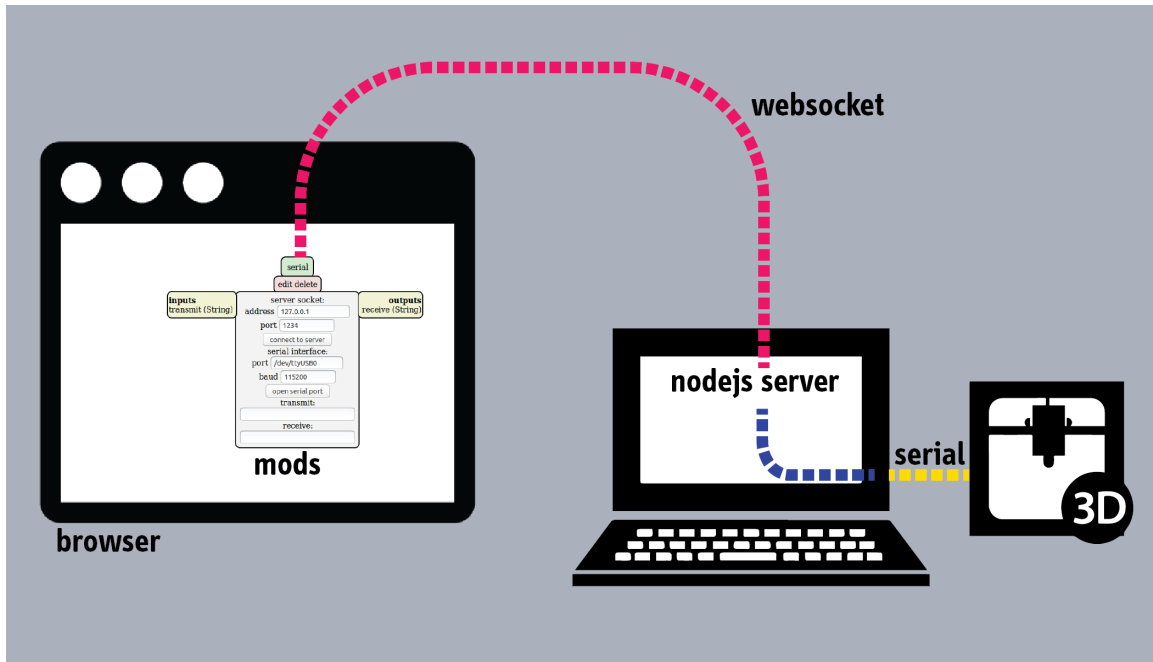 websocket
serial
edit delete
inputs
transmit (String)
outputs
receive (String)
server socket:
address 127.0.0.1
port 1234
connect to server
serial interface:
port /dev/ttyUSB0
baud 115200
open serial port
transmit:
receive:
mods
browser
nodejs server
serial
3D